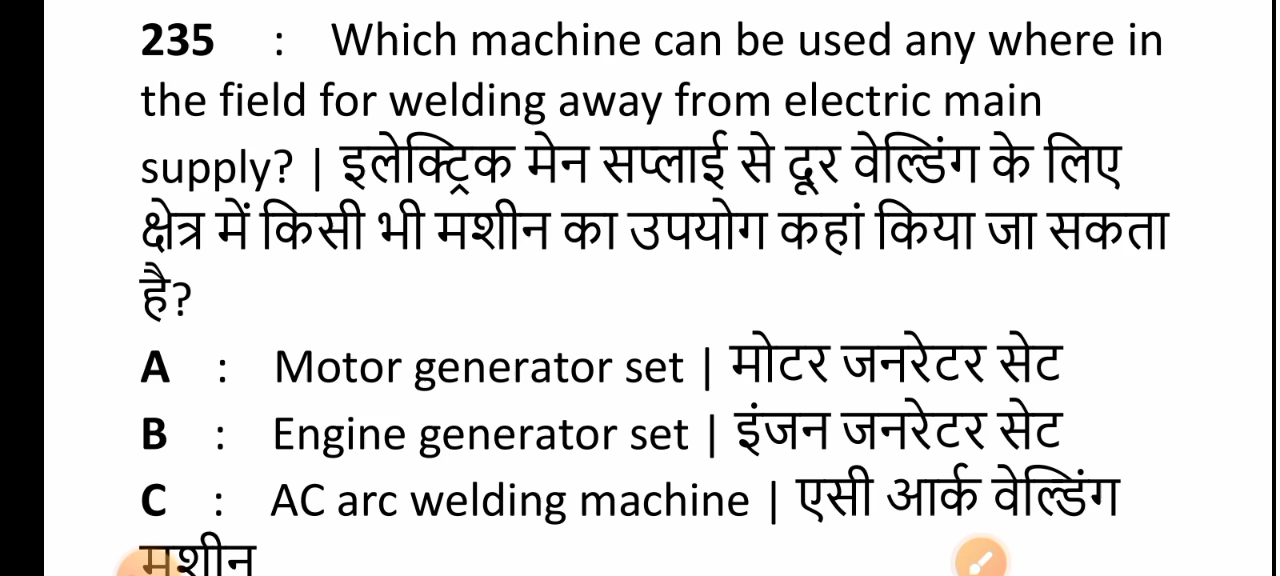 235 : Which machine can be used any where in
the field for welding away from electric main
supply? | इलेक्ट्रिक मेन सप्लाई से दूर वेल्डिंग के लिए
क्षेत्र में किसी भी मशीन का उपयोग कहां किया जा सकता
है?
A : Motor generator set | मोटर जनरेटर सेट
B : Engine generator set | इंजन जनरेटर सेट
C : AC arc welding machine | एसी आर्क वेल्डिंग
मशीन